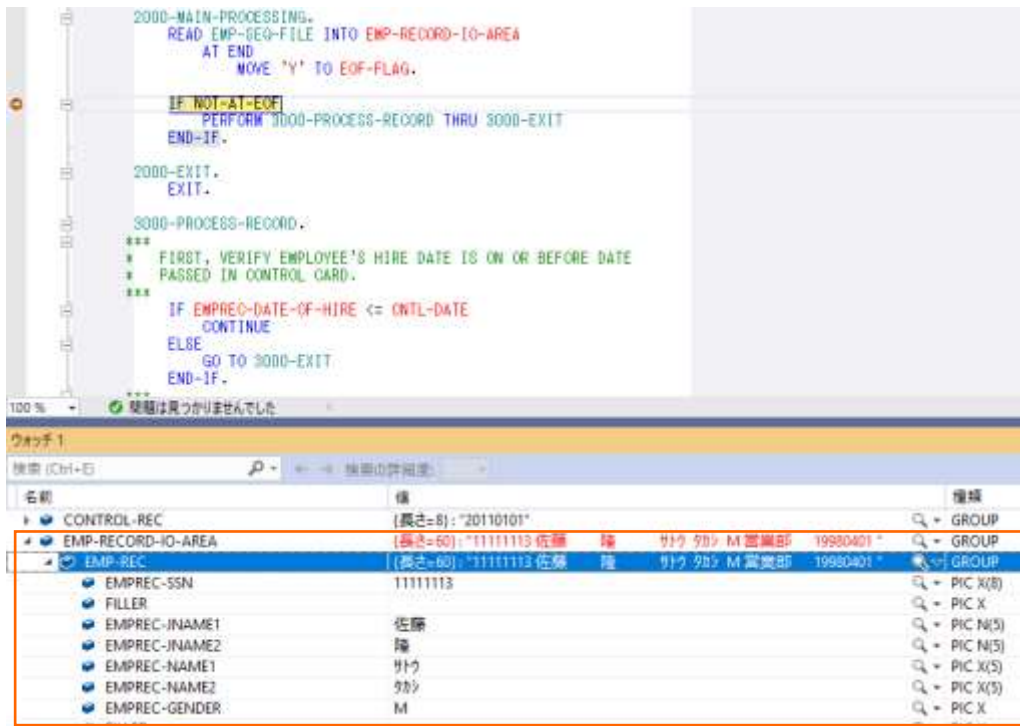 2000-MAIN-PROCESSING.
READ EMP-SEQ-FILE INTO EMP-RECORD-IO-AREA
AT END
MOVE 'Y' TO EOF-FLAG.
IF NOT-AT-EOF
PERFORM 3000-PROCESS-RECORD THRU 3000-EXIT
END-IF.
2000-EXIT.
EXIT.
3000-PROCESS-RECORD.
***
* FIRST, VERIFY EMPLOYEE'S HIRE DATE IS ON OR BEFORE DATE
* PASSED IN CONTROL CARD.
***
IF EMPREC-DATE-OF-HIRE <= CNTL-DATE
CONTINUE
ELSE
GO TO 3000-EXIT
END-IF.
***
100 % 問題は見つかりませんでした
ウォッチ 1
検索 (Ctrl+E) 検索の詳細度:
名前 値 種類
CONTROL-REC {長さ=8} : "20110101" GROUP
EMP-RECORD-IO-AREA {長さ=60} : "11111113 佐藤 隆 ｻﾄｳ ﾀｶｼ M 営業部 19980401 " GROUP
EMP-REC {長さ=60} : "11111113 佐藤 隆 ｻﾄｳ ﾀｶｼ M 営業部 19980401 " GROUP
EMPREC-SSN 11111113 PIC X(8)
FILLER PIC X
EMPREC-JNAME1 佐藤 PIC N(5)
EMPREC-JNAME2 隆 PIC N(5)
EMPREC-NAME1 ｻﾄｳ PIC X(5)
EMPREC-NAME2 ﾀｶｼ PIC X(5)
EMPREC-GENDER M PIC X